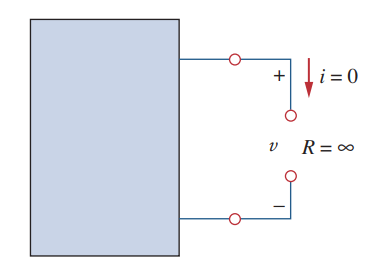 +
i = 0
v
R = ∞
−